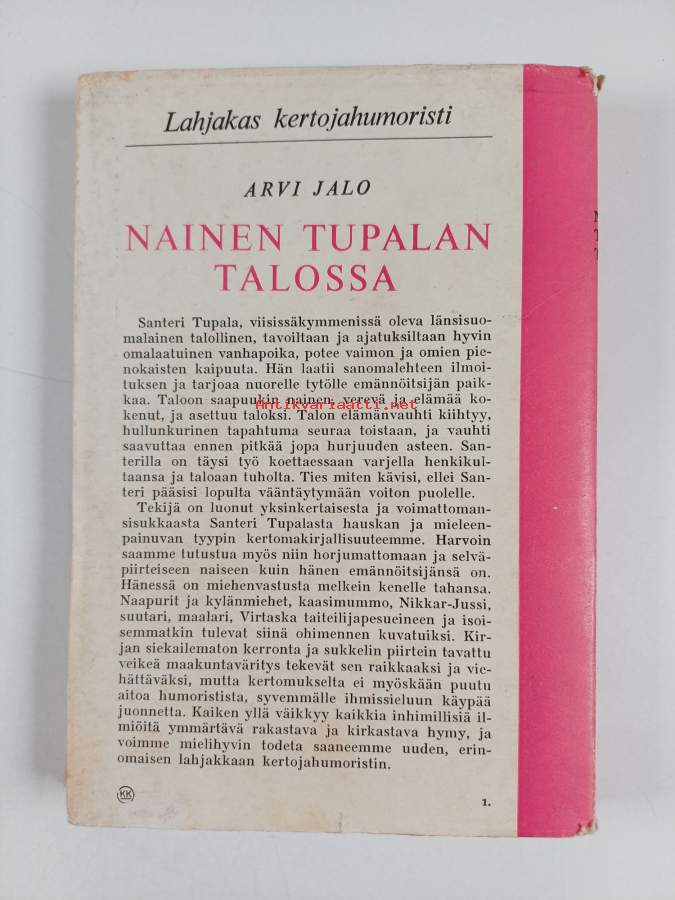 Lahjakas kertojahumoristi
ARVI JALO
NAINEN TUPALAN
TALOSSA
Santeri Tupala, viisissäkymmenissä oleva länsisuo-
malainen talollinen, tavoiltaan ja ajatuksiltaan hyvin
omalaatuinen vanhapoika, potee vaimon ja omien pie-
nokaisten kaipuuta. Hän laatii sanomalehteen ilmoi-
tuksen ja tarjoaa nuorelle tytölle emännöitsijän paik-
kaa. Taloon saapuukin nainen, verevä ja elämää ko-
Antikvariaatti.net
kenut, ja asettuu taloksi. Talon elämänvauhti kiihtyy,
hullunkurinen tapahtuma seuraa toistaan, ja vauhti
saavuttaa ennen pitkää jopa hurjuuden asteen. San-
terilla on täysi työ koettaessaan varjella henkikul-
taansa ja taloaan tuholta. Ties miten kävisi, ellei San-
teri pääsisi lopulta vääntäytymään voiton puolelle.
Tekijä on luonut yksinkertaisesta ja voimattoman-
sisukkaasta Santeri Tupalasta hauskan ja mieleen-
painuvan tyypin kertomakirjallisuuteemme. Harvoin
saamme tutustua myös niin horjumattomaan ja selvä-
piirteiseen naiseen kuin hänen emännöitsijänsä on.
Hänessä on miehenvastusta melkein kenelle tahansa.
Naapurit ja kylänmiehet, kaasimummo, Nikkar-Jussi,
suutari, maalari, Virtaska taiteilijapesueineen ja isoi-
semmatkin tulevat siinä ohimennen kuvatuiksi. Kir-
jan siekailematon kerronta ja sukkelin piirtein tavattu
veikeä maakuntaväritys tekevät sen raikkaaksi ja vie-
hättäväksi, mutta kertomukselta ei myöskään puutu
aitoa humoristista, syvemmälle ihmissieluun käypää
juonnetta. Kaiken yllä väikkyy kaikkia inhimillisiä il-
miöitä ymmärtävä rakastava ja kirkastava hymy, ja
voimme mielihyvin todeta saaneemme uuden, erin-
omaisen lahjakkaan kertojahumoristin.
KK
1.